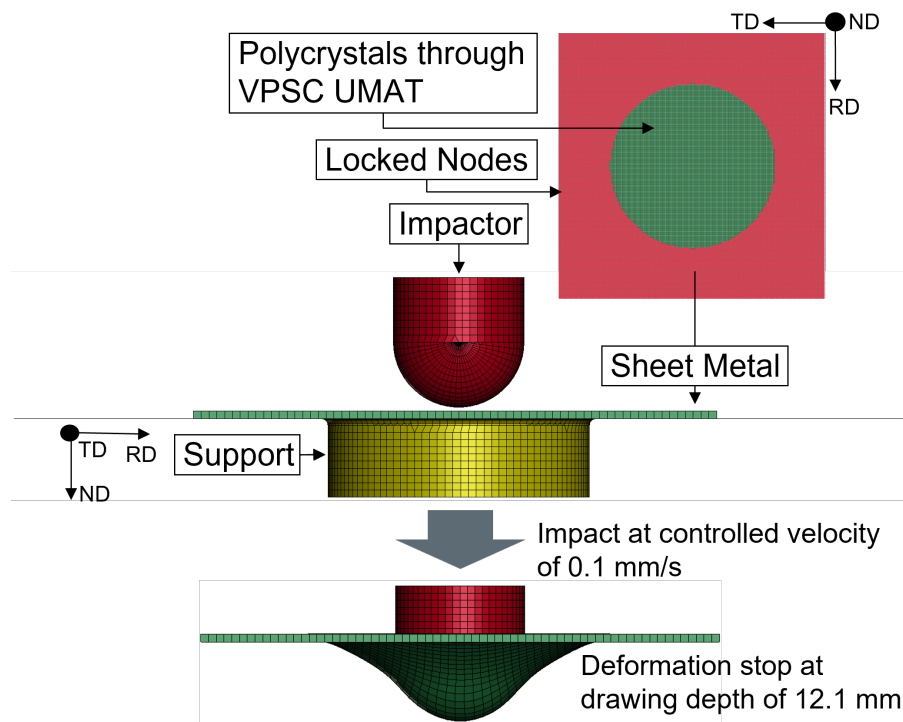 TD
ND
RD
Polycrystals through
VPSC UMAT
Locked Nodes
Impactor
Sheet Metal
TD
RD
ND
Support
Impact at controlled velocity
of 0.1 mm/s
Deformation stop at
drawing depth of 12.1 mm